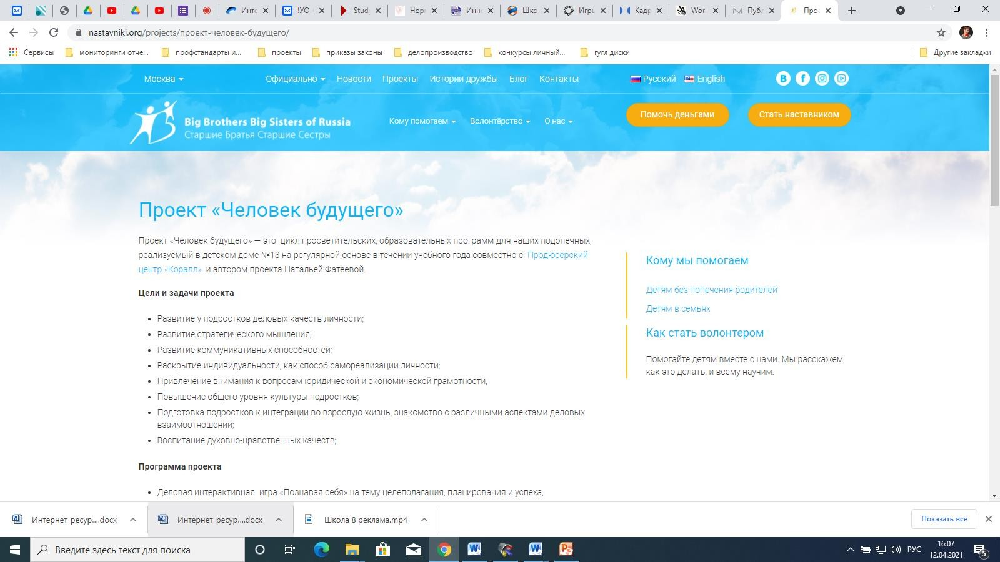 Инте
!УО_
Study
Норм
Инно
Шко
Игры
Кадр
Work
Публ
Прое
nastavniki.org/projects/проект-человек-будущего/
Сервисы
мониторинги отче...
профстандарты и...
проекты
приказы законы
делопроизводство
конкурсы личный...
гугл диски
Другие закладки
Москва
Официально
Новости
Проекты
Истории дружбы
Блог
Контакты
Русский
English
Big Brothers Big Sisters of Russia
Старшие Братья Старшие Сестры
Кому помогаем
Волонтёрство
О нас
Помочь деньгами
Стать наставником
Проект «Человек будущего»
Проект «Человек будущего» — это цикл просветительских, образовательных программ для наших подопечных,
реализуемый в детском доме №13 на регулярной основе в течении учебного года совместно с Продюсерский
центр «Коралл» и автором проекта Натальей Фатеевой.
Цели и задачи проекта
• Развитие у подростков деловых качеств личности;
• Развитие стратегического мышления;
• Развитие коммуникативных способностей;
• Раскрытие индивидуальности, как способ самореализации личности;
• Привлечение внимания к вопросам юридической и экономической грамотности;
• Повышение общего уровня культуры подростков;
• Подготовка подростков к интеграции во взрослую жизнь, знакомство с различными аспектами деловых
взаимоотношений;
• Воспитание духовно-нравственных качеств;
Программа проекта
• Деловая интерактивная игра «Познавая себя» на тему целеполагания, планирования и успеха;
Кому мы помогаем
Детям без попечения родителей
Детям в семьях
Как стать волонтером
Помогайте детям вместе с нами. Мы расскажем,
как это делать, и всему научим.
Интернет-ресур....docx
Интернет-ресур....docx
Школа 8 реклама.mp4
Показать все
Введите здесь текст для поиска
РУС
16:07
12.04.2021
5